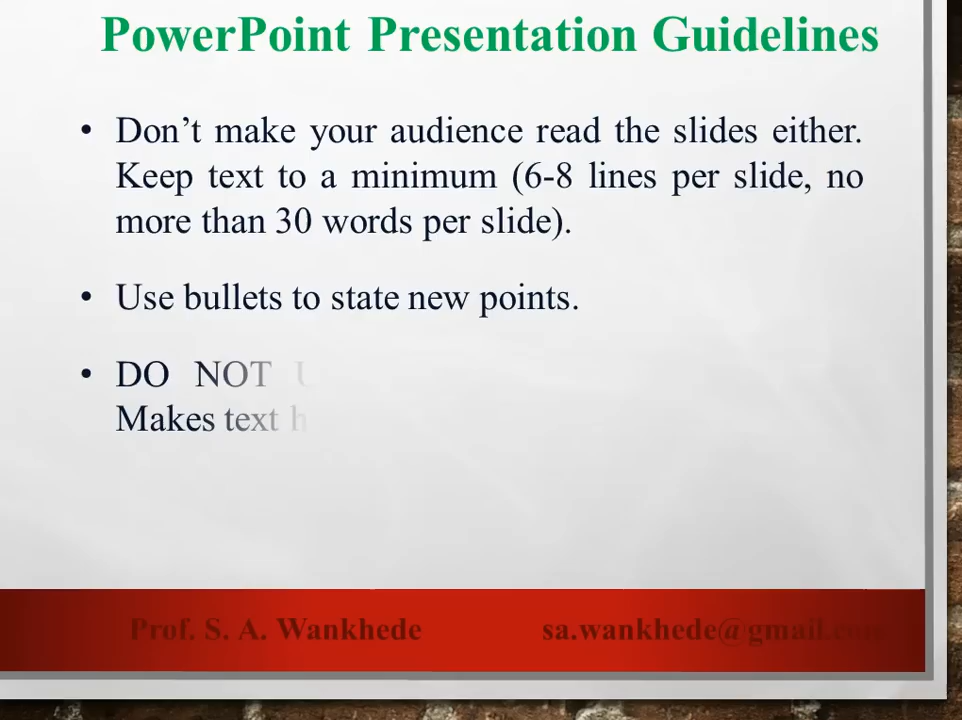 PowerPoint Presentation Guidelines
• Don’t make your audience read the slides either.
Keep text to a minimum (6-8 lines per slide, no
more than 30 words per slide).
• Use bullets to state new points.
• DO NOT
Makes text
Prof. S. A. Wankhede sa.wankhede@gmail.com